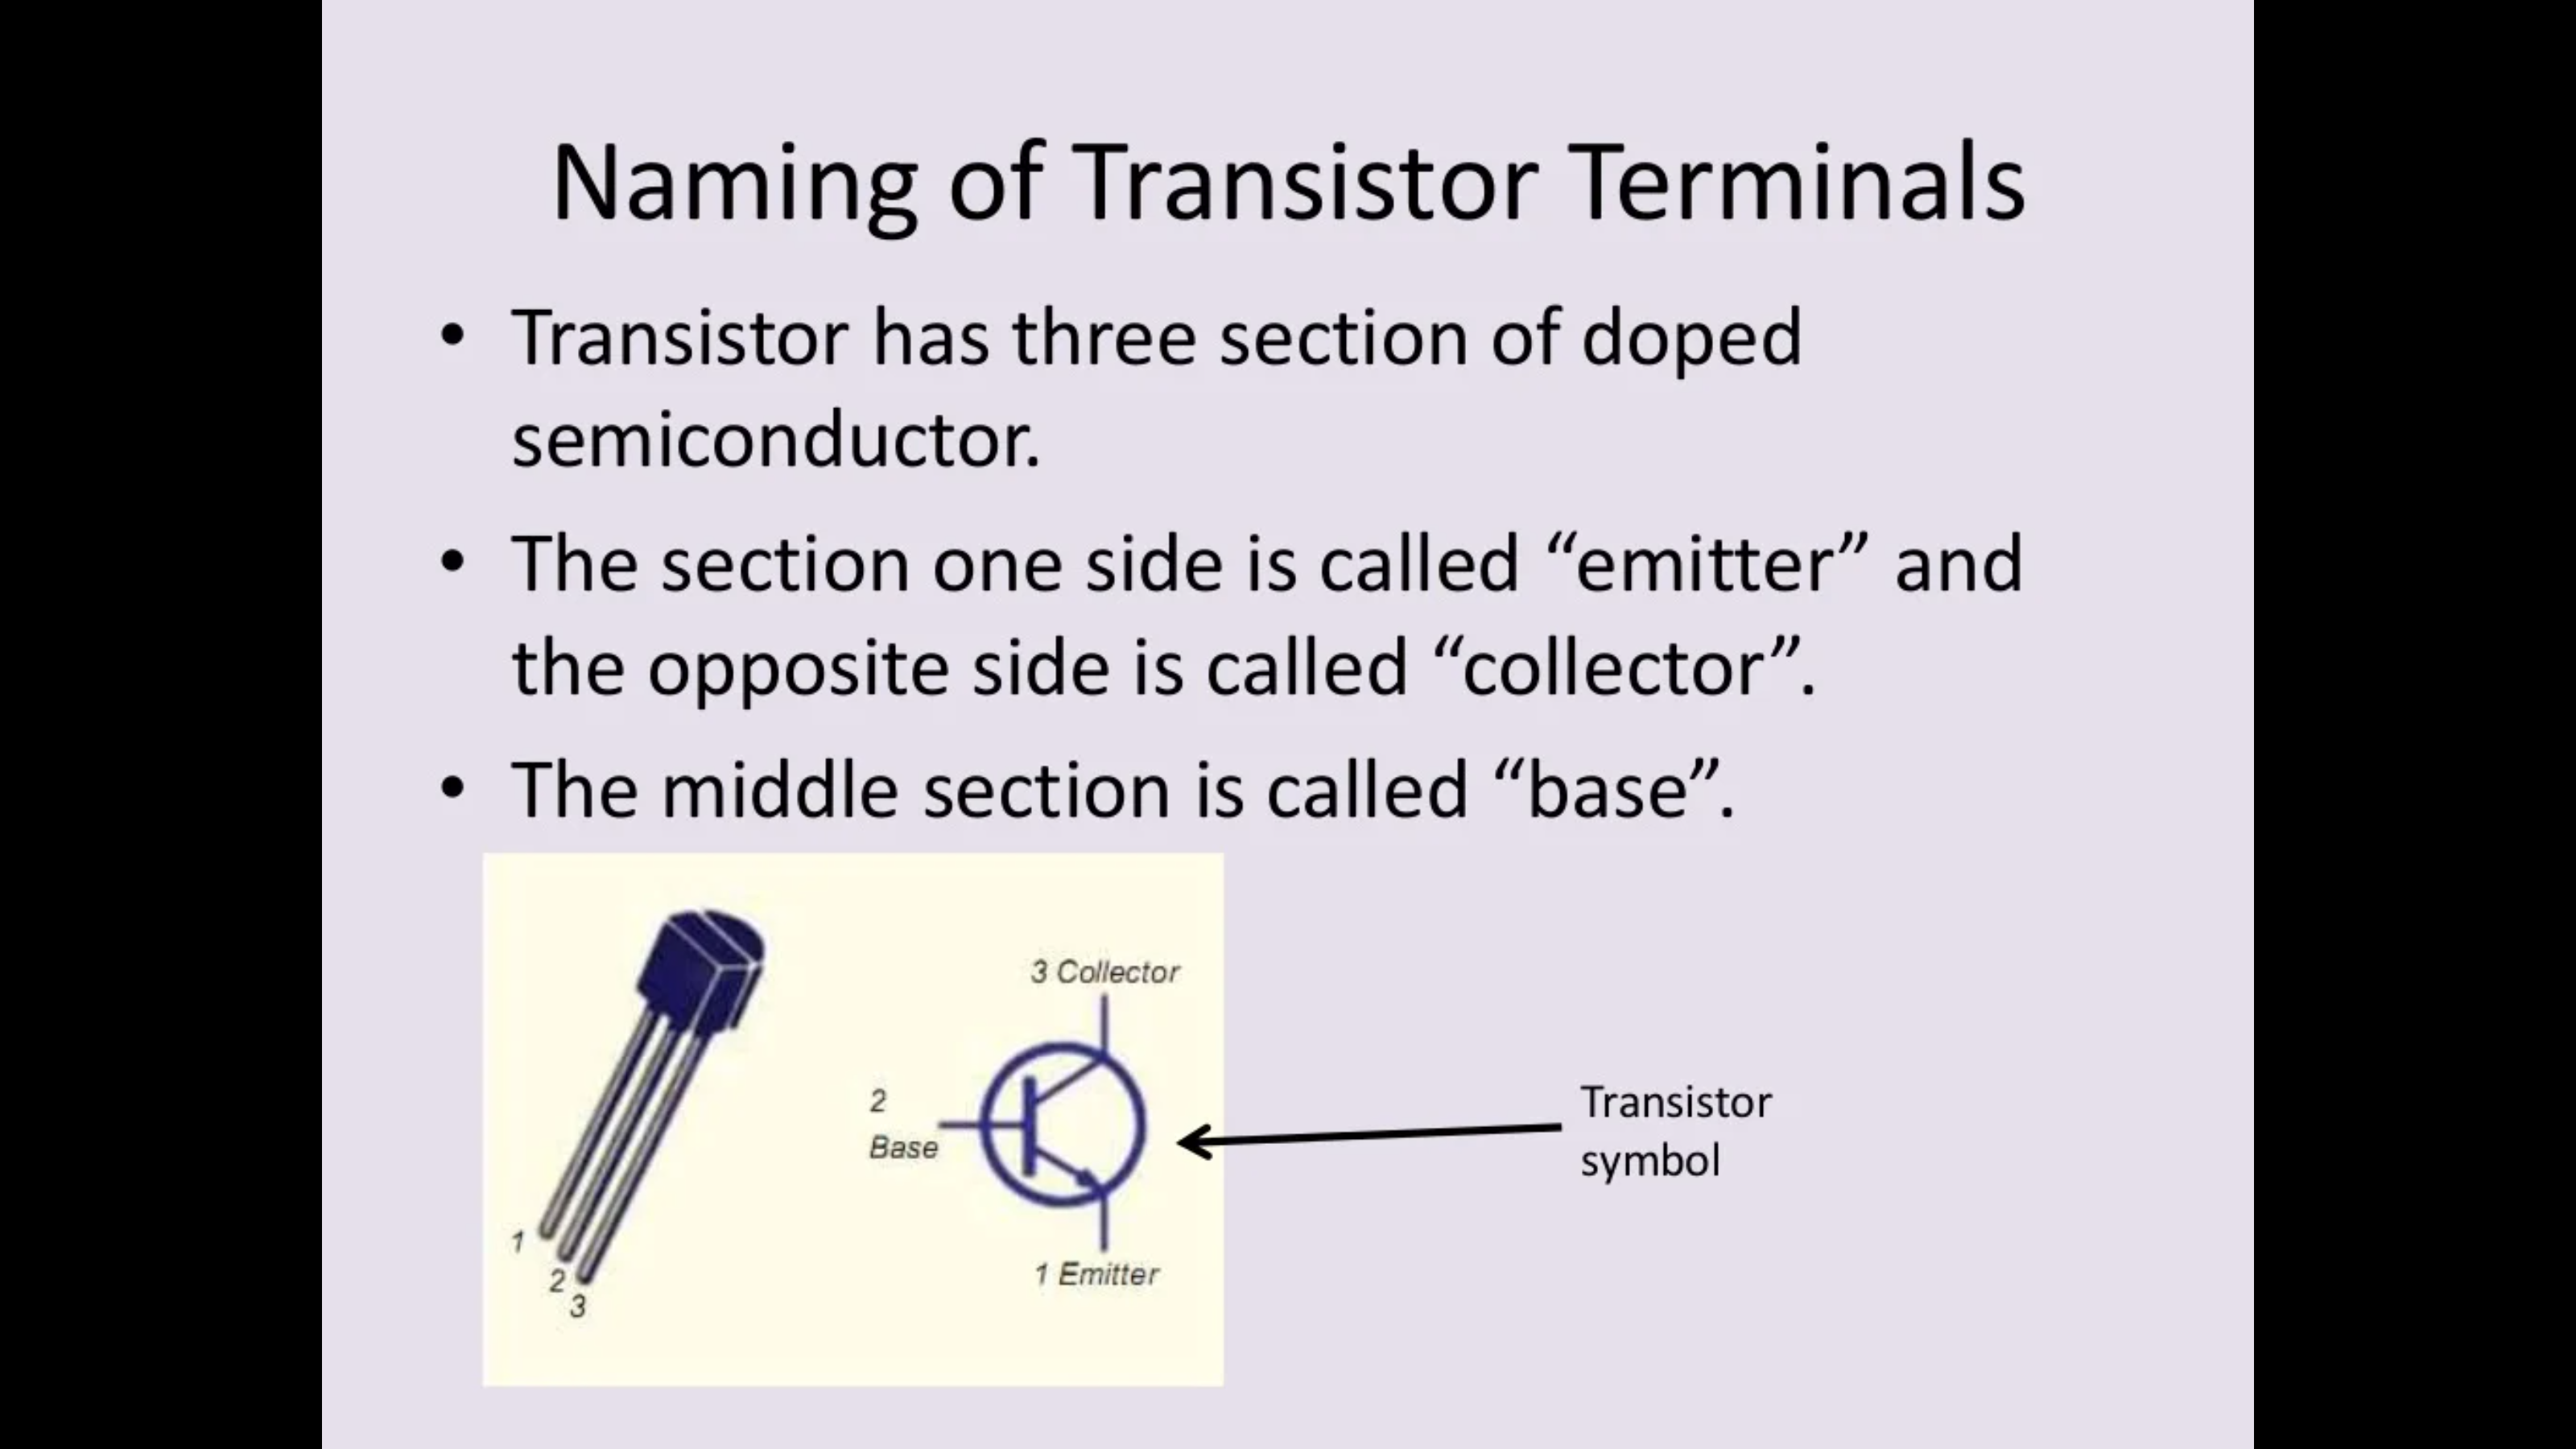 Naming of Transistor Terminals
• Transistor has three section of doped
semiconductor.
• The section one side is called “emitter” and
the opposite side is called “collector”.
• The middle section is called “base”.
3 Collector
2
Base
1 Emitter
1
2
3
Transistor
symbol